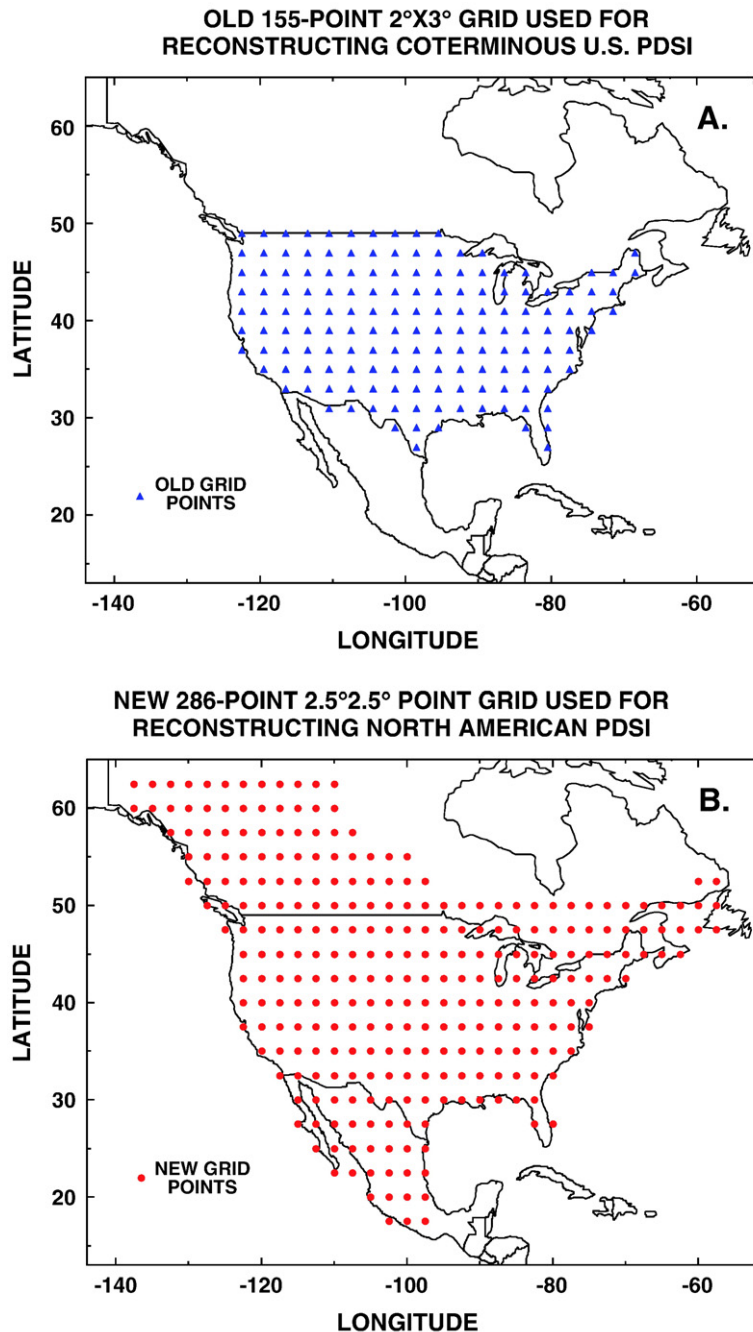 OLD 155-POINT 2°X3° GRID USED FOR
RECONSTRUCTING COTERMINOUS U.S. PDSI
A.
60
50
40
30
20
LATITUDE
OLD GRID
POINTS
-140 -120 -100 -80 -60
LONGITUDE
NEW 286-POINT 2.5°2.5° POINT GRID USED FOR
RECONSTRUCTING NORTH AMERICAN PDSI
B.
60
50
40
30
20
LATITUDE
NEW GRID
POINTS
-140 -120 -100 -80 -60
LONGITUDE